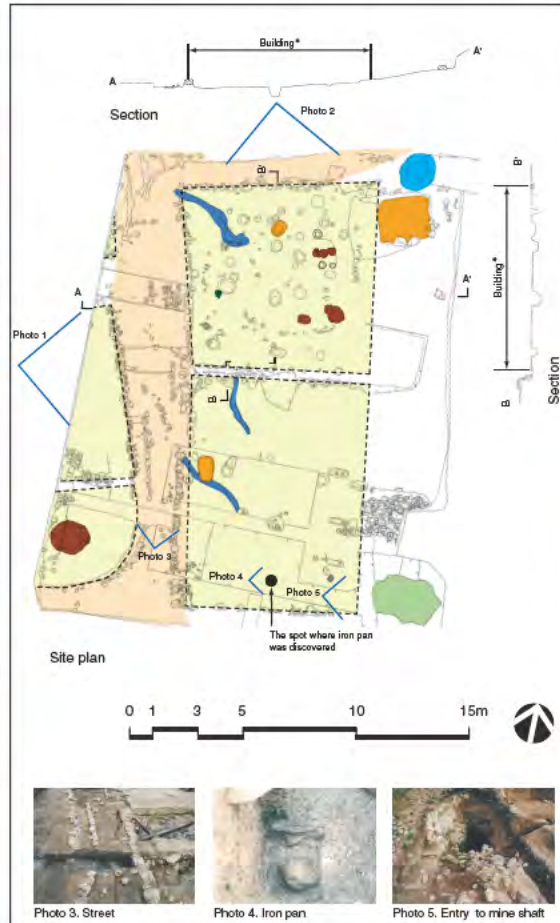 Building*
A
A'
Section
Photo 2
B'
B'
A
A'
Photo 1
Building*
B
Section
B
Photo 3
Photo 4
Photo 5
The spot where iron pan
was discovered
Site plan
0 1 3 5 10 15m
Photo 3. Street
Photo 4. Iron pan
Photo 5. Entry to mine shaft